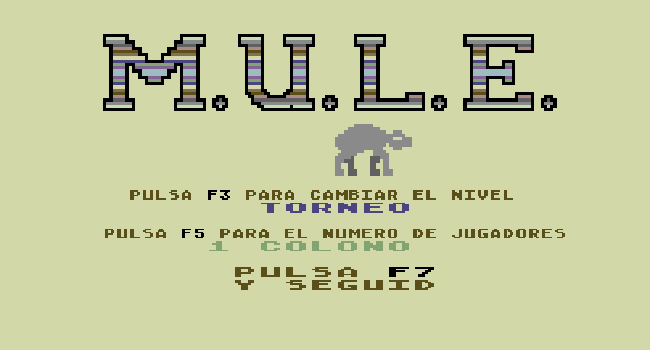 M.U.L.E.
PULSA F3 PARA CAMBIAR EL NIVEL
TORNEO
PULSA F5 PARA EL NUMERO DE JUGADORES
1 COLONO
PULSA F7
Y SEGUID